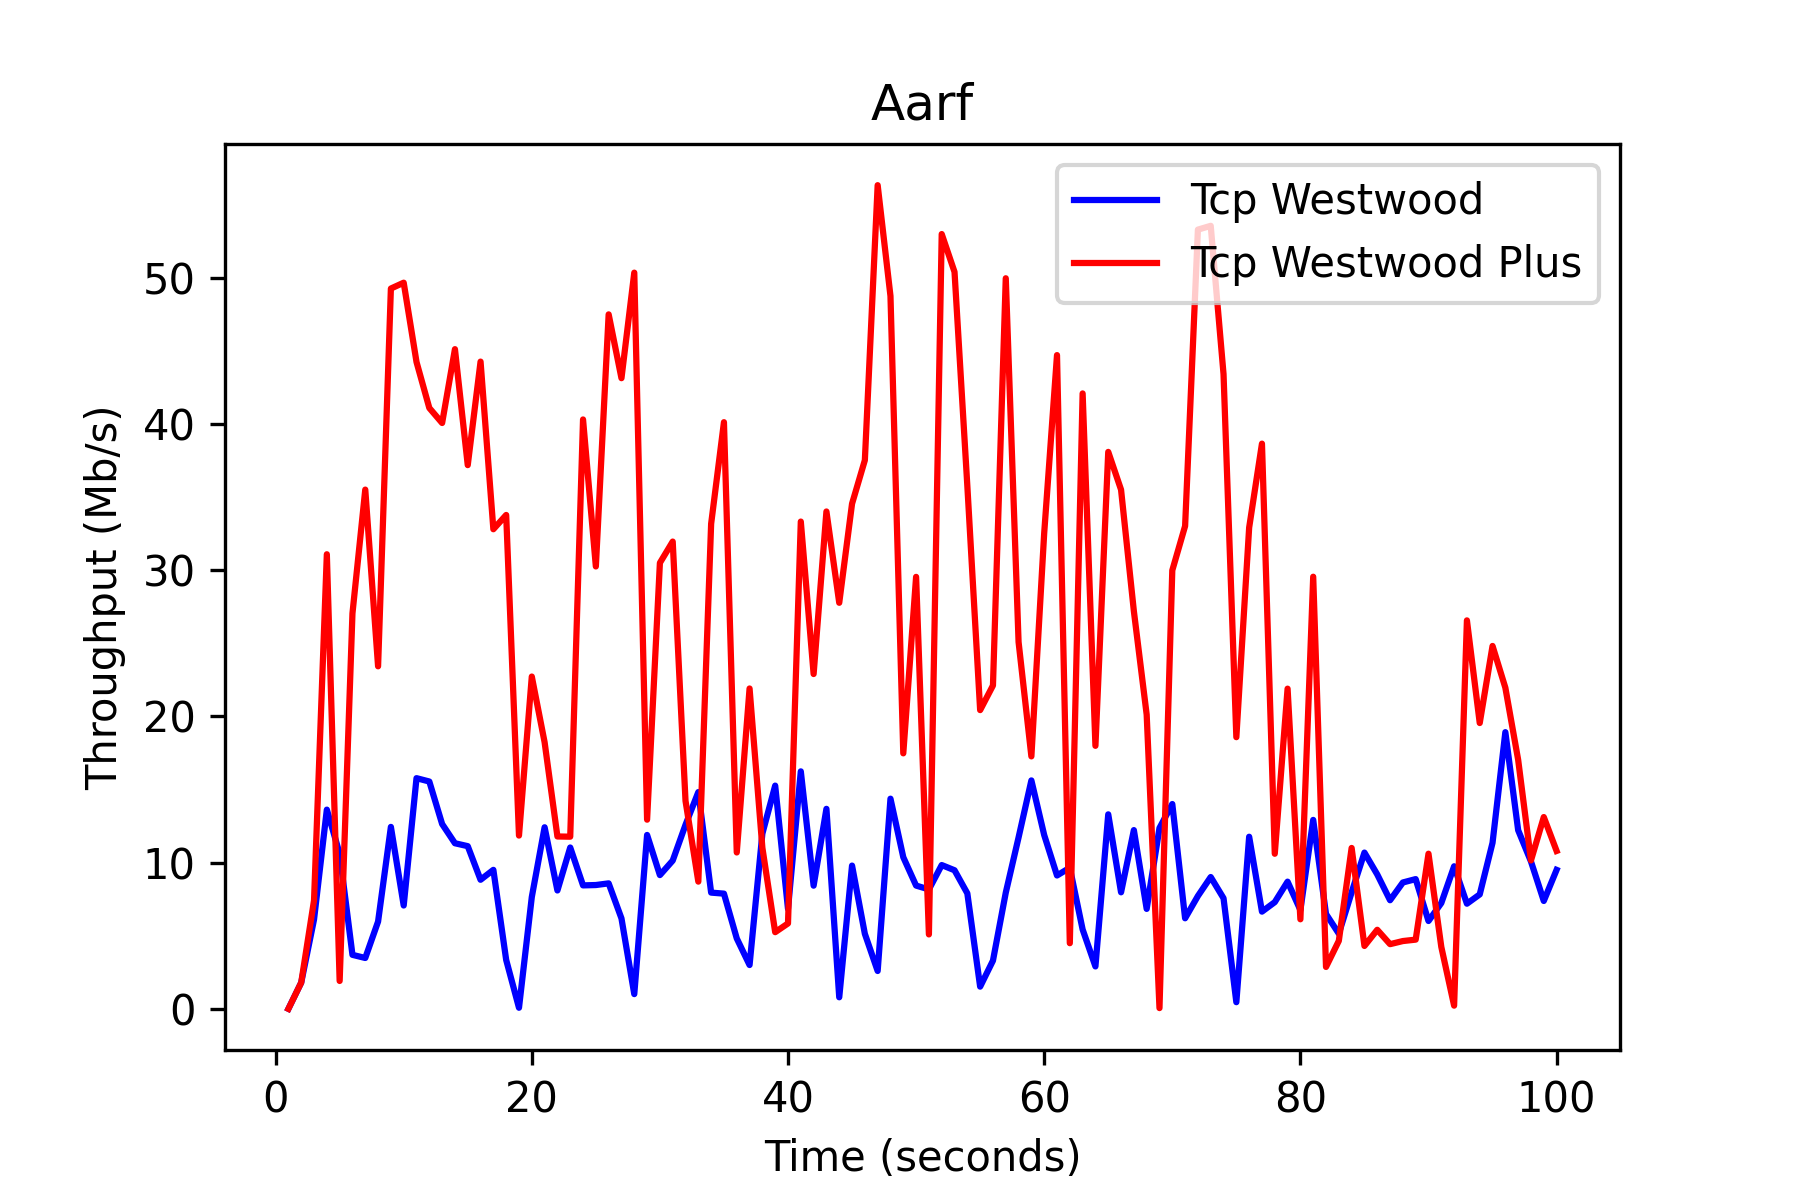 Aarf
Tcp Westwood
Tcp Westwood Plus
Throughput (Mb/s)
50
40
30
20
10
0
0 20 40 60 80 100
Time (seconds)